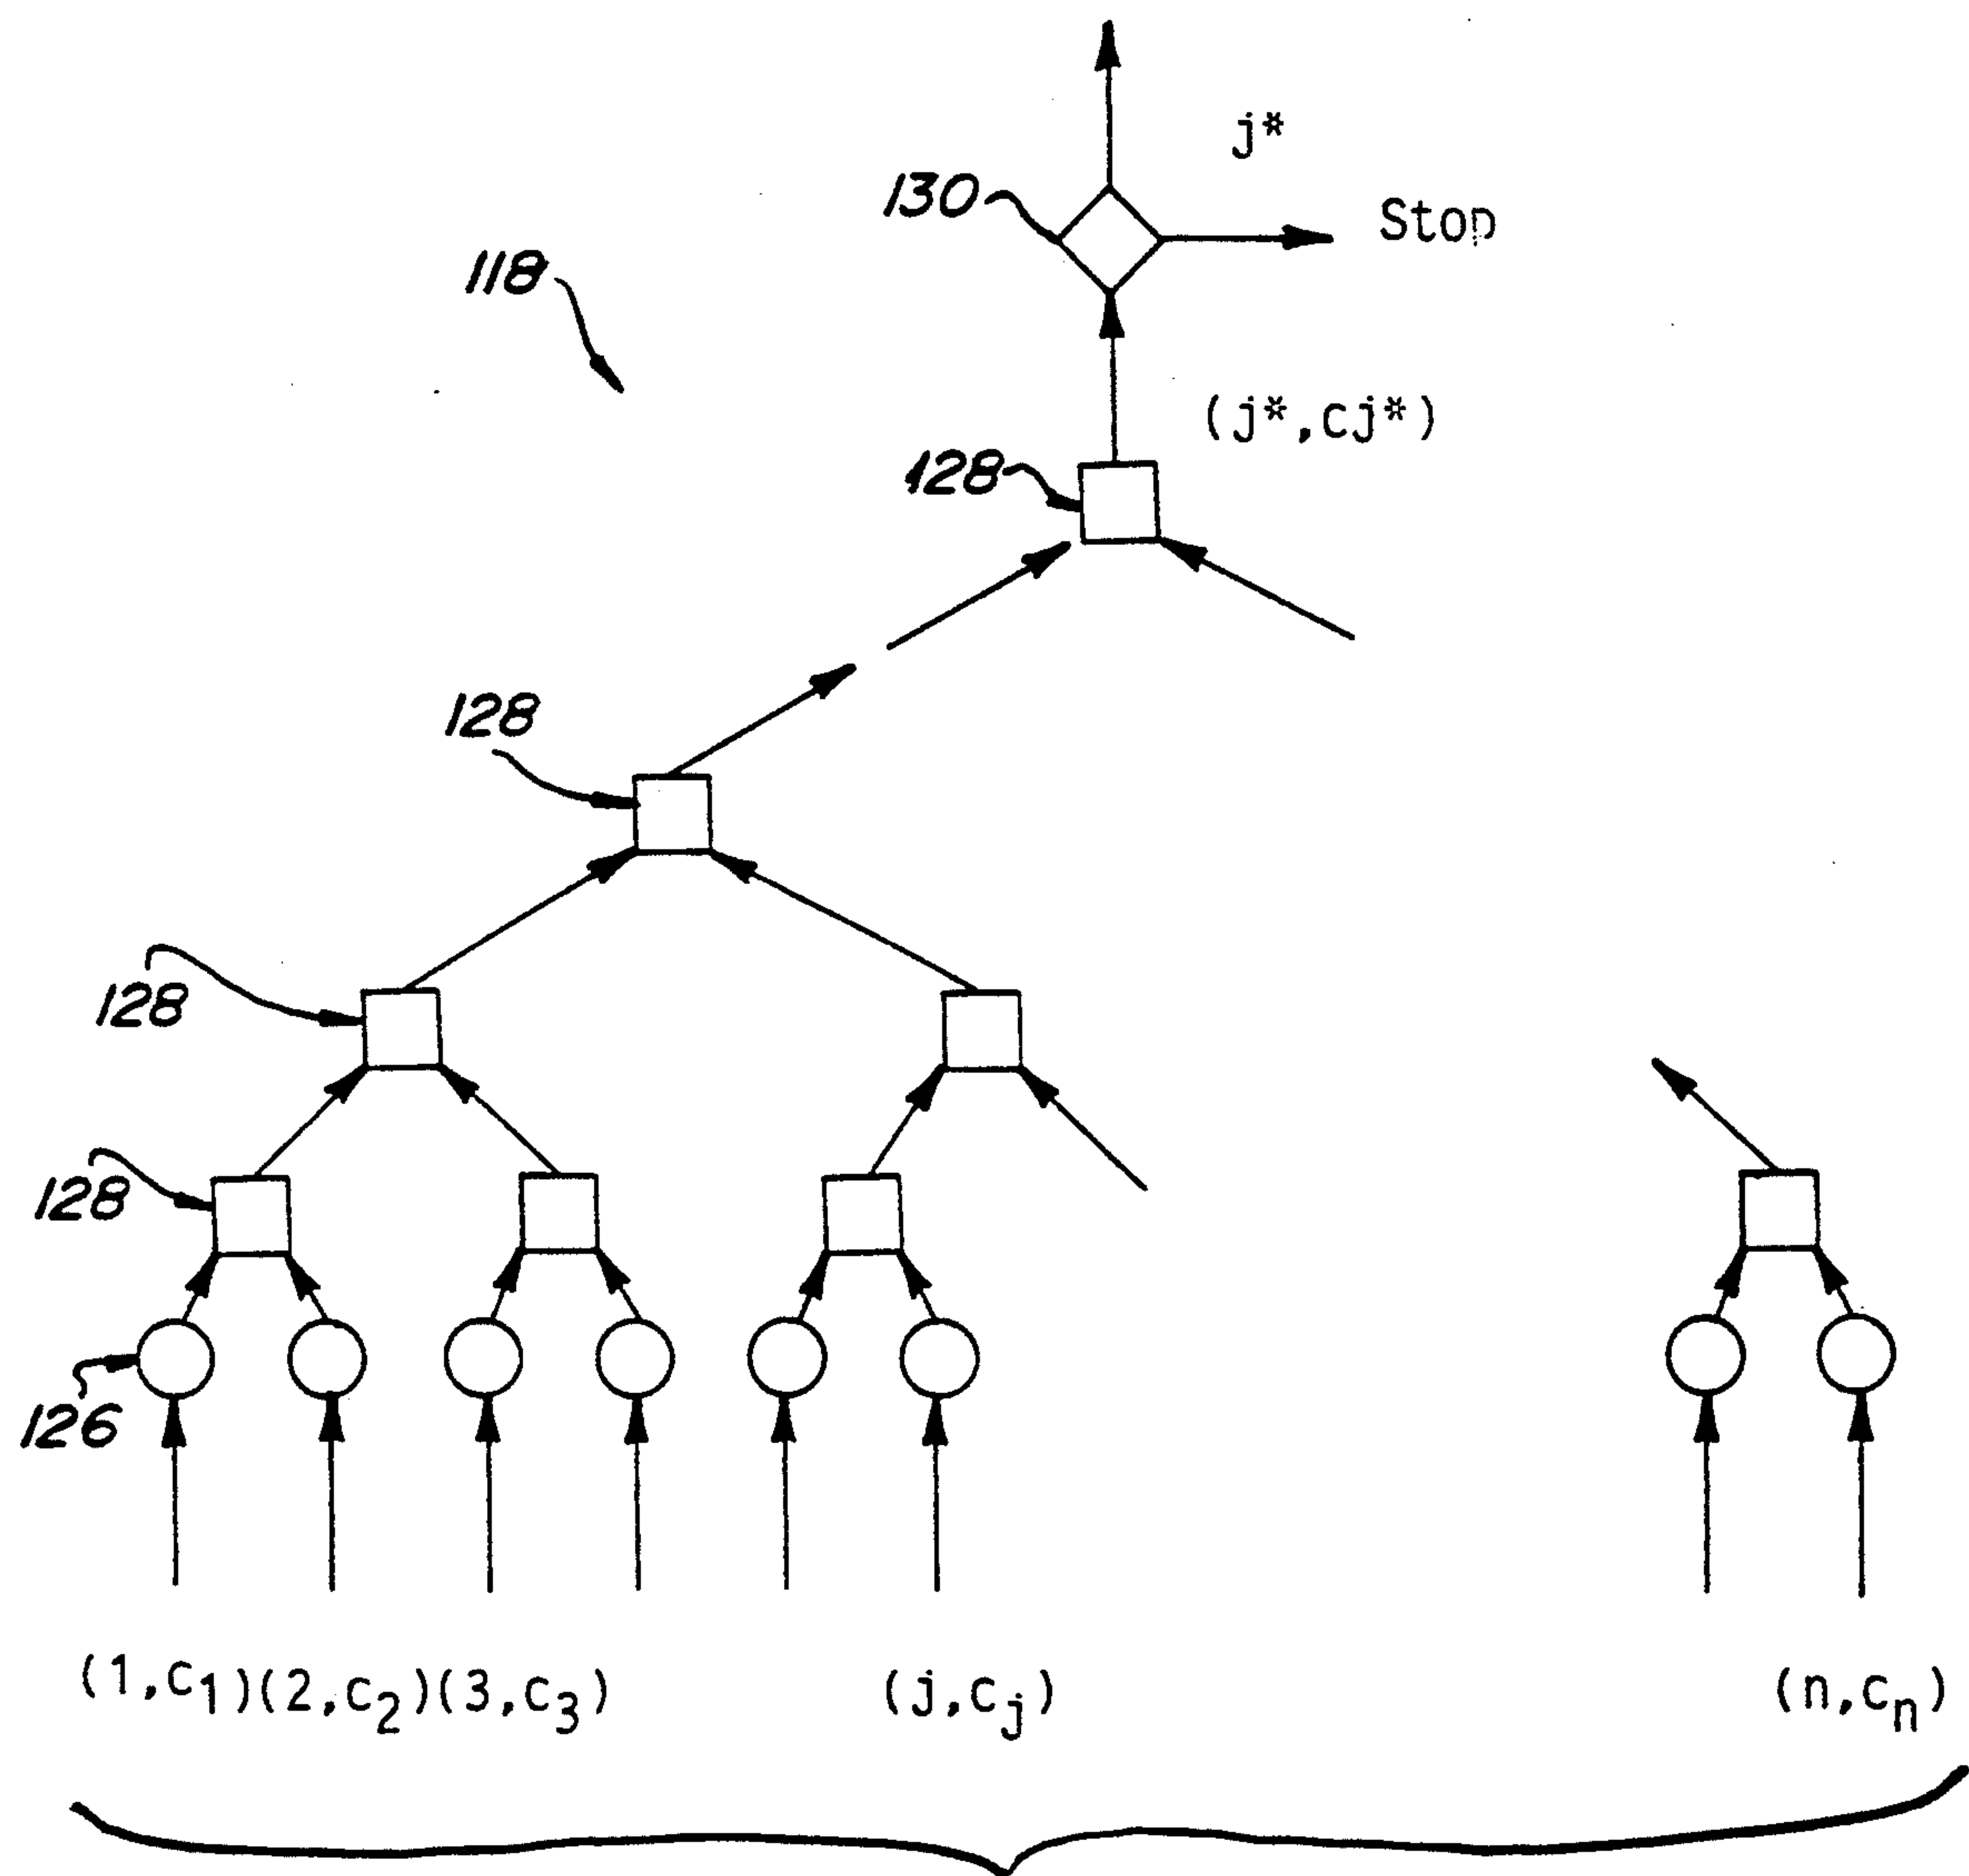 j*
130
Stop
118
(j*,cj*)
128
128
128
128
126
(1,c₁)(2,c₂)(3,c₃) (j,cⱼ) (n,cₙ)